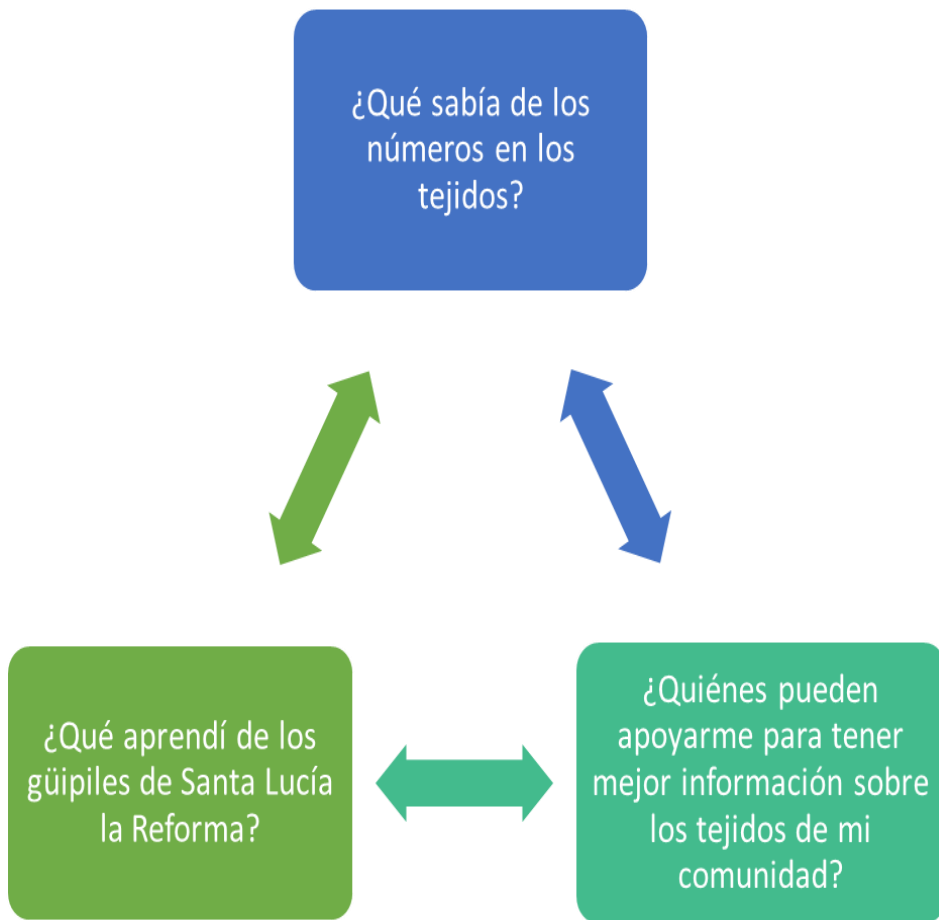 ¿Qué sabía de los
números en los
tejidos?
¿Qué aprendí de los
güipiles de Santa Lucía
la Reforma?
¿Quiénes pueden
apoyarme para tener
mejor información sobre
los tejidos de mi
comunidad?